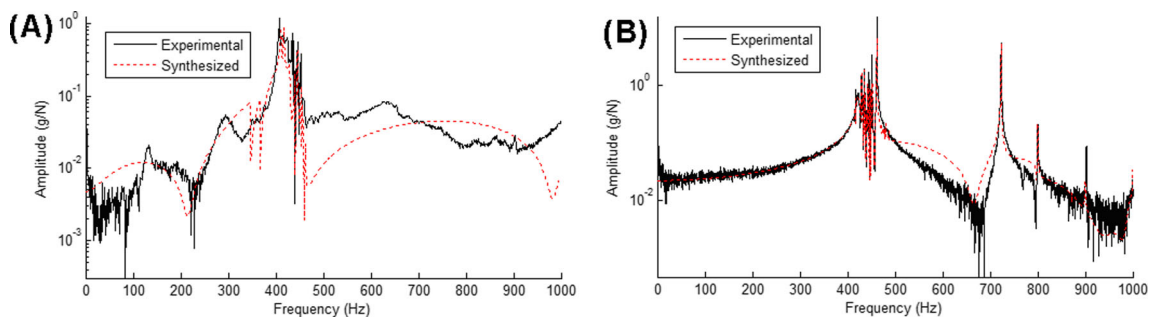 (A)
Experimental
Synthesized
Amplitude (g/N)
10^0
10^-1
10^-2
10^-3
0 100 200 300 400 500 600 700 800 900 1000
Frequency (Hz)
(B)
Experimental
Synthesized
Amplitude (g/N)
10^0
10^-2
0 100 200 300 400 500 600 700 800 900 1000
Frequency (Hz)